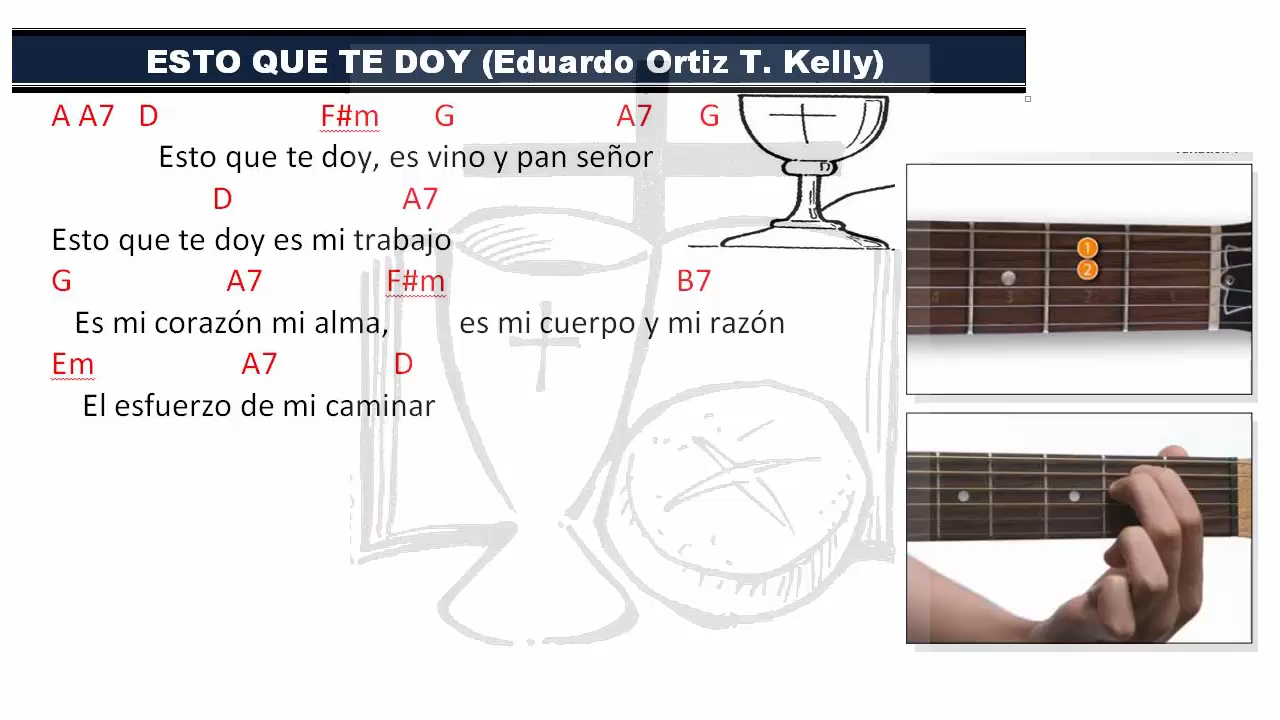 ESTO QUE TE DOY (Eduardo Ortiz T. Kelly)
A A7 D F#m G A7 G
Esto que te doy, es vino y pan señor
D A7
Esto que te doy es mi trabajo
G A7 F#m B7
Es mi corazón mi alma, es mi cuerpo y mi razón
Em A7 D
El esfuerzo de mi caminar
1
2